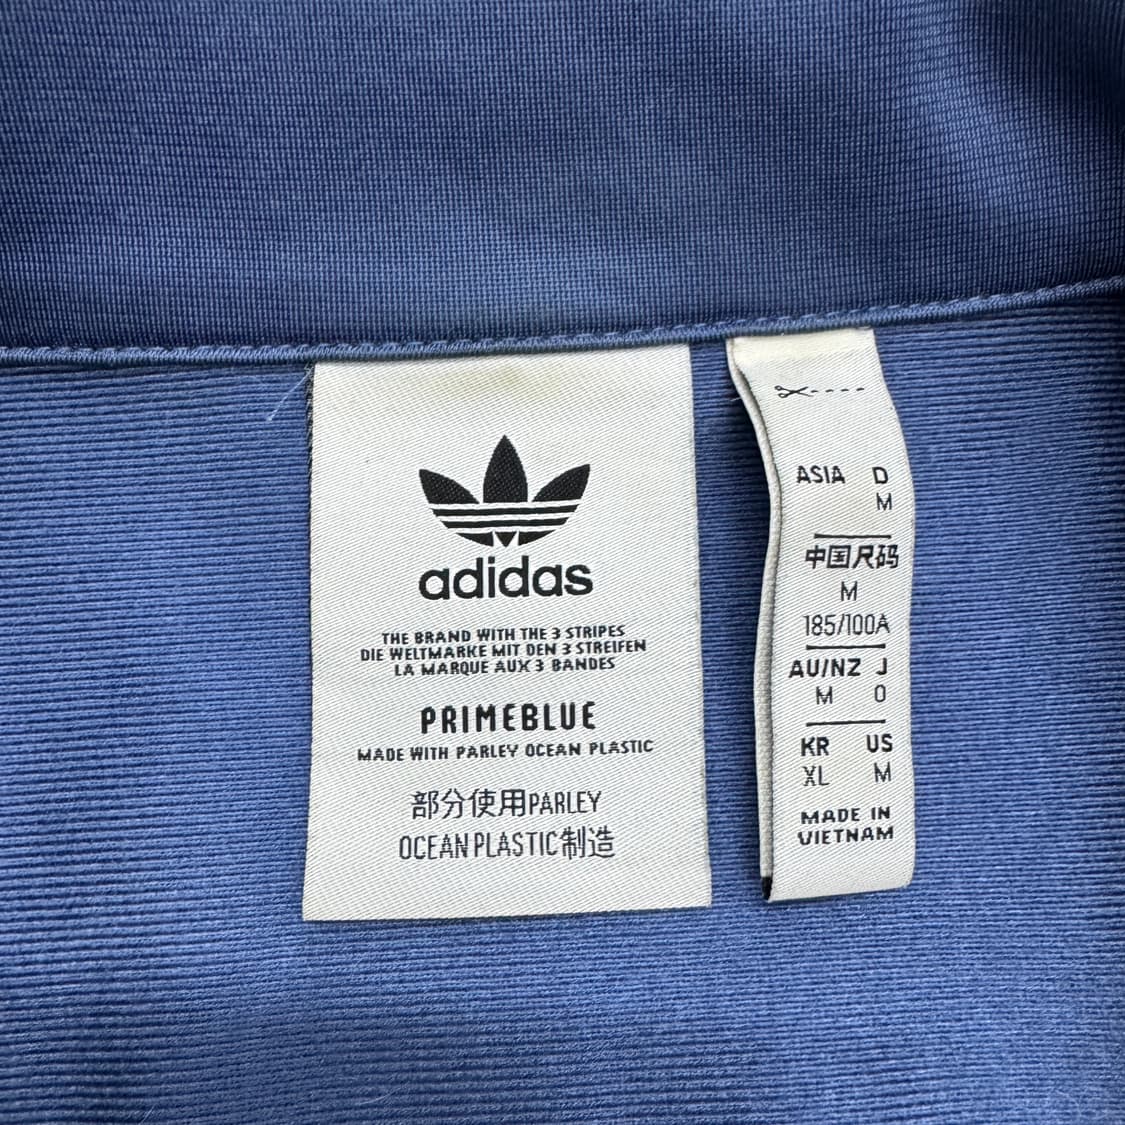 adidas
THE BRAND WITH THE 3 STRIPES
DIE WELTMARKE MIT DEN 3 STREIFEN
LA MARQUE AUX 3 BANDES
PRIMEBLUE
MADE WITH PARLEY OCEAN PLASTIC
部分使用PARLEY
OCEAN PLASTIC制造
ASIA D
M
中国尺码
M
185/100A
AU/NZ J
M O
KR US
XL M
MADE IN
VIETNAM